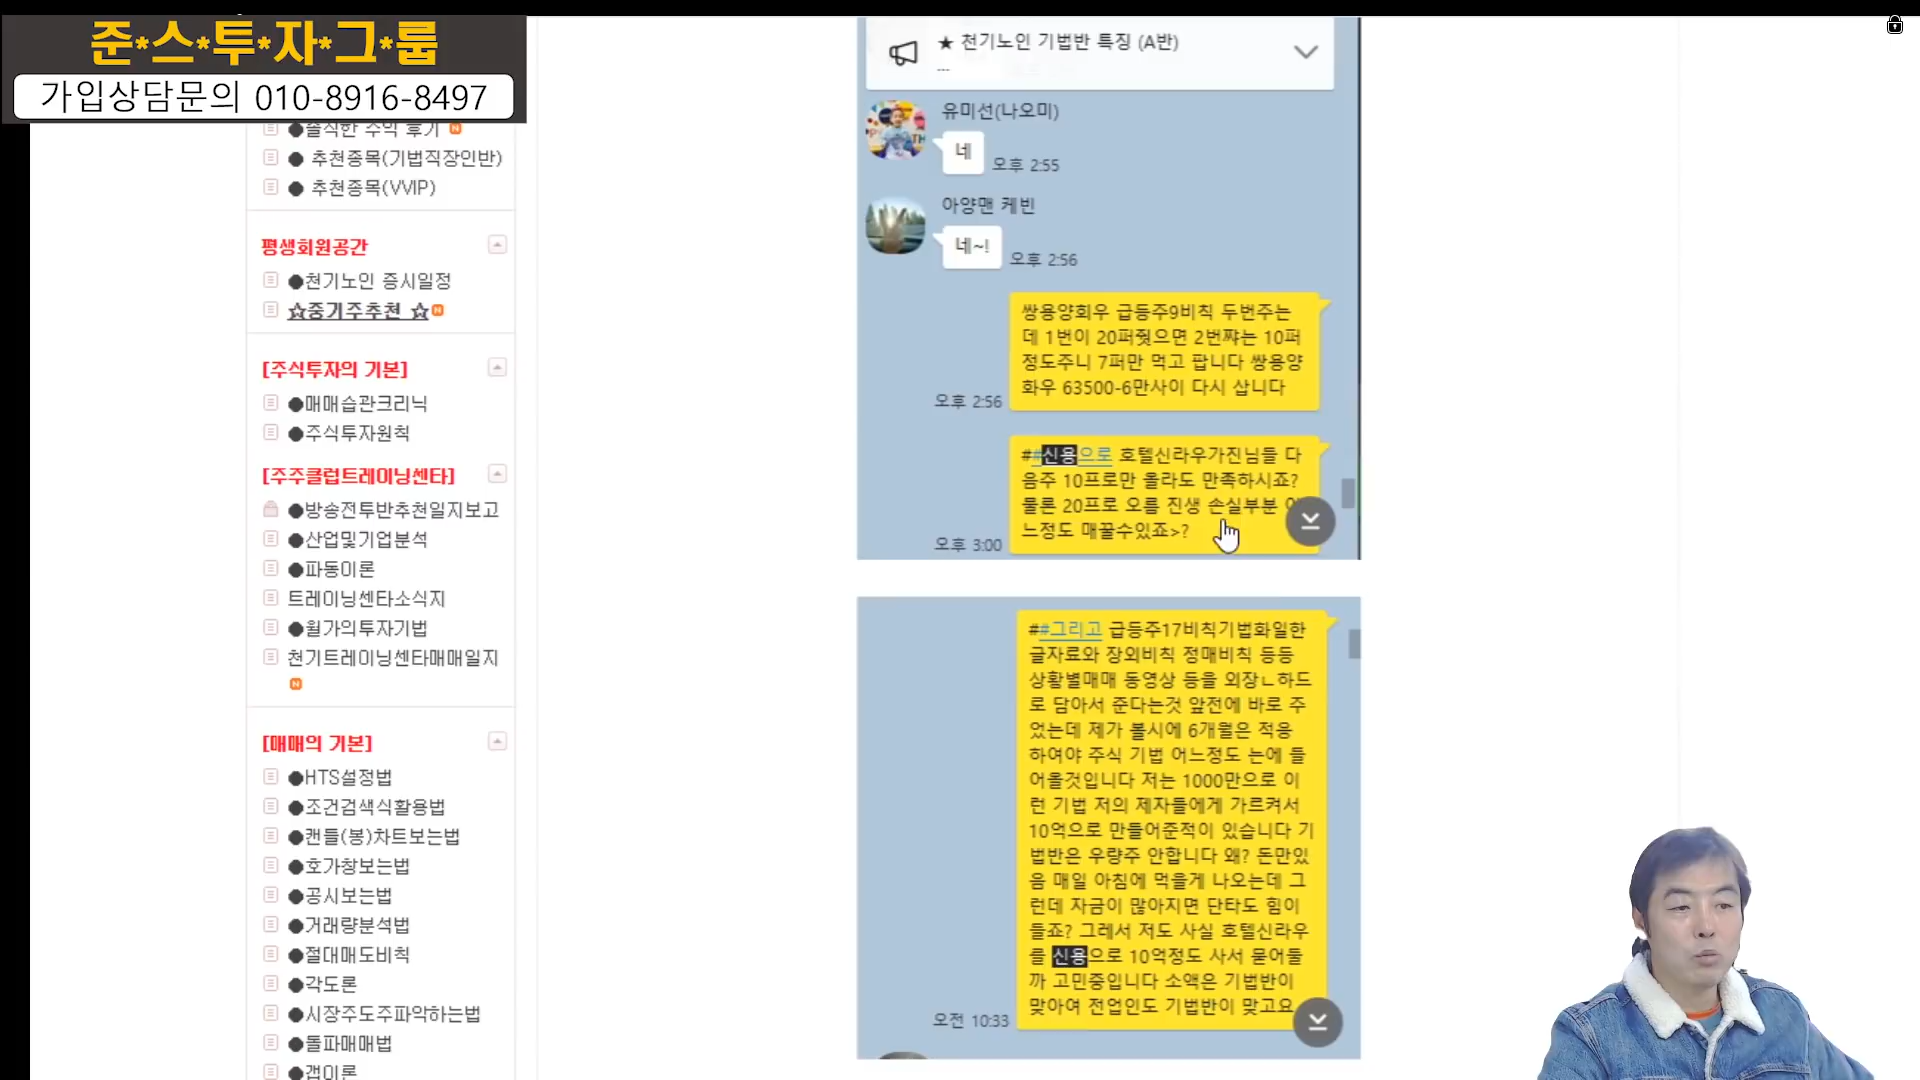 준*스*투*자*그*룹
가입상담문의 010-8916-8497
●솔직한 수익 후기 N
● 추천종목(기법직장인반)
● 추천종목(VVIP)
평생회원공간
●천기노인 증시일정
☆중기주추천 ☆ N
[주식투자의 기본]
●매매습관크리닉
●주식투자원칙
[주주클럽트레이닝센타]
●방송전투반추천일지보고
●산업및기업분석
●파동이론
트레이닝센타소식지
●월가의투자기법
천기트레이닝센타매매일지
N
[매매의 기본]
●HTS설정법
●조건검색식활용법
●캔들(봉)차트보는법
●호가창보는법
●공시보는법
●거래량분석법
●절대매도비칙
●각도론
●시장주도주파악하는법
●돌파매매법
●갭이론
★ 천기노인 기법반 특징 (A반)
---
유미선(나오미)
네
오후 2:55
아양맨 케빈
네~!
오후 2:56
쌍용양회우 급등주9비칙 두번주는
데 1번이 20퍼줫으면 2번쨔는 10퍼
정도주니 7퍼만 먹고 팝니다 쌍용양
화우 63500-6만사이 다시 삽니다
오후 2:56
##신용으로 호텔신라우가진님들 다
음주 10프로만 올라도 만족하시죠?
물론 20프로 오름 진생 손실부분
느정도 매꿀수있죠>?
오후 3:00
##그리고 급등주17비칙기법화일한
글자료와 장외비칙 정매비칙 등등
상황별매매 동영상 등을 외장ㄴ하드
로 담아서 준다는것 앞전에 바로 주
었는데 제가 볼시에 6개월은 적응
하여야 주식 기법 어느정도 는에 들
어올것입니다 저는 1000만으로 이
런 기법 저의 제자들에게 가르켜서
10억으로 만들어준적이 있습니다 기
법반은 우량주 안합니다 왜? 돈만있
음 매일 아침에 먹을게 나오는데 그
런데 자금이 많아지면 단타도 힘이
들죠? 그레서 저도 사실 호텔신라우
를 신용으로 10억정도 사서 묻어둘
까 고민중입니다 소액은 기법반이
맞아여 전업인도 기법반이 맞고요
오전 10:33